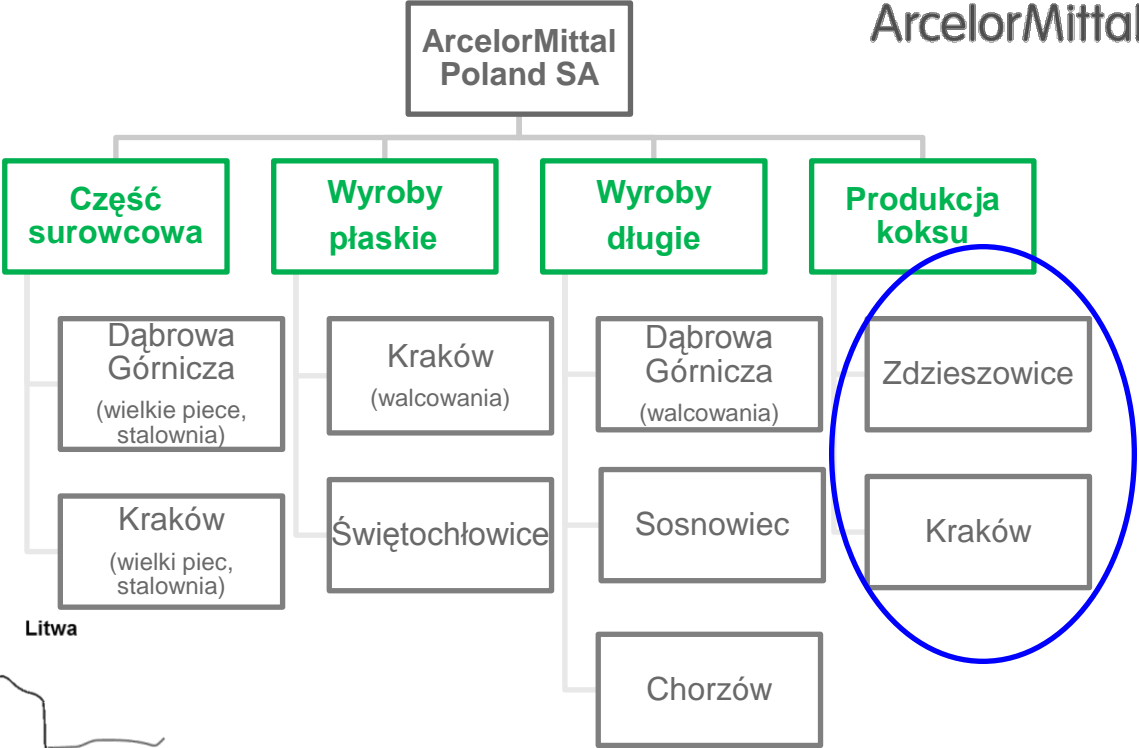 ArcelorMittal
ArcelorMittal
Poland SA
Część
surowcowa
Wyroby
płaskie
Wyroby
długie
Produkcja
koksu
Dąbrowa
Górnicza
(wielkie piece,
stalownia)
Kraków
(wielki piec,
stalownia)
Kraków
(walcowania)
Świętochłowice
Dąbrowa
Górnicza
(walcowania)
Sosnowiec
Chorzów
Zdzieszowice
Kraków
Litwa